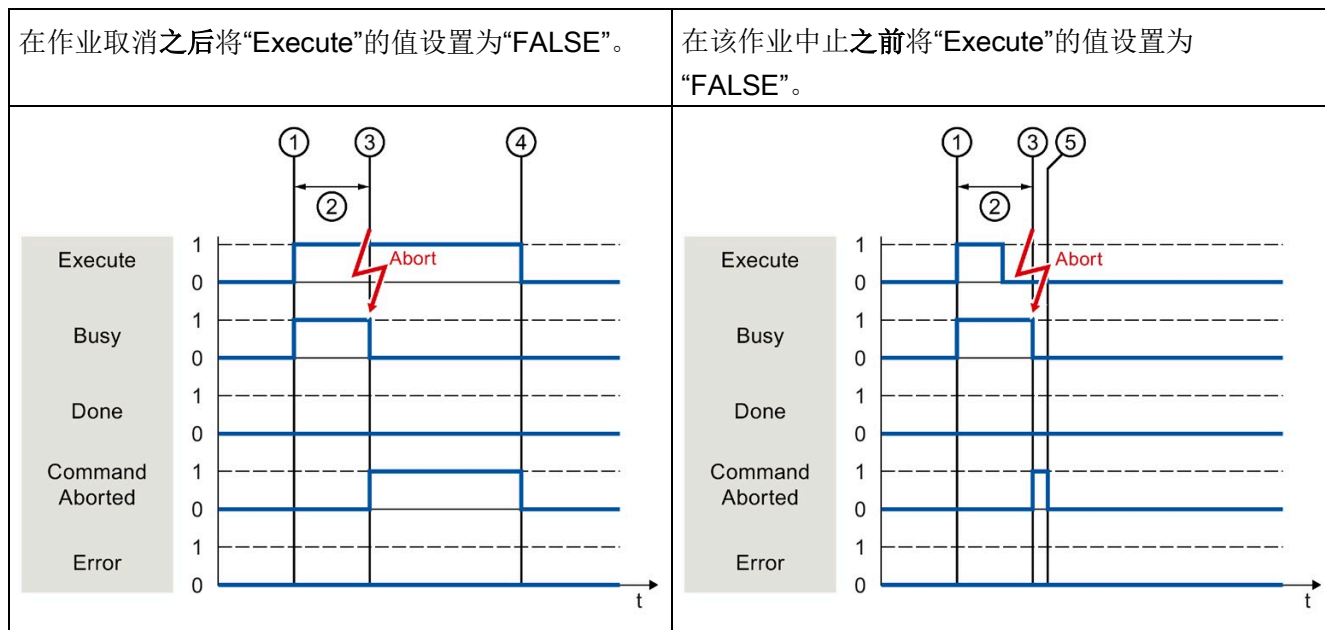 在作业取消之后将“Execute”的值设置为“FALSE”。
在该作业中止之前将“Execute”的值设置为
“FALSE”。
① ③ ④
②
Execute
1
0
Abort
Busy
1
0
Done
1
0
Command
Aborted
1
0
Error
1
0
t
① ③ ⑤
②
Execute
1
0
Abort
Busy
1
0
Done
1
0
Command
Aborted
1
0
Error
1
0
t